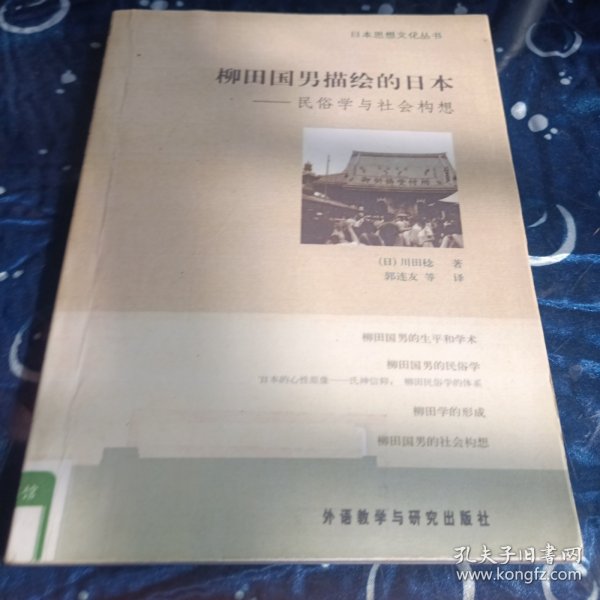 日本思想文化丛书
柳田国男描绘的日本
——民俗学与社会构想
(日) 川田稔 著
郭连友 等 译
柳田国男的生平和学术
柳田国男的民俗学
日本的心性原像——氏神信仰,柳田民俗学的体系
柳田学的形成
柳田国男的社会构想
馆
外语教学与研究出版社
孔夫子旧书网
www.kongfz.com